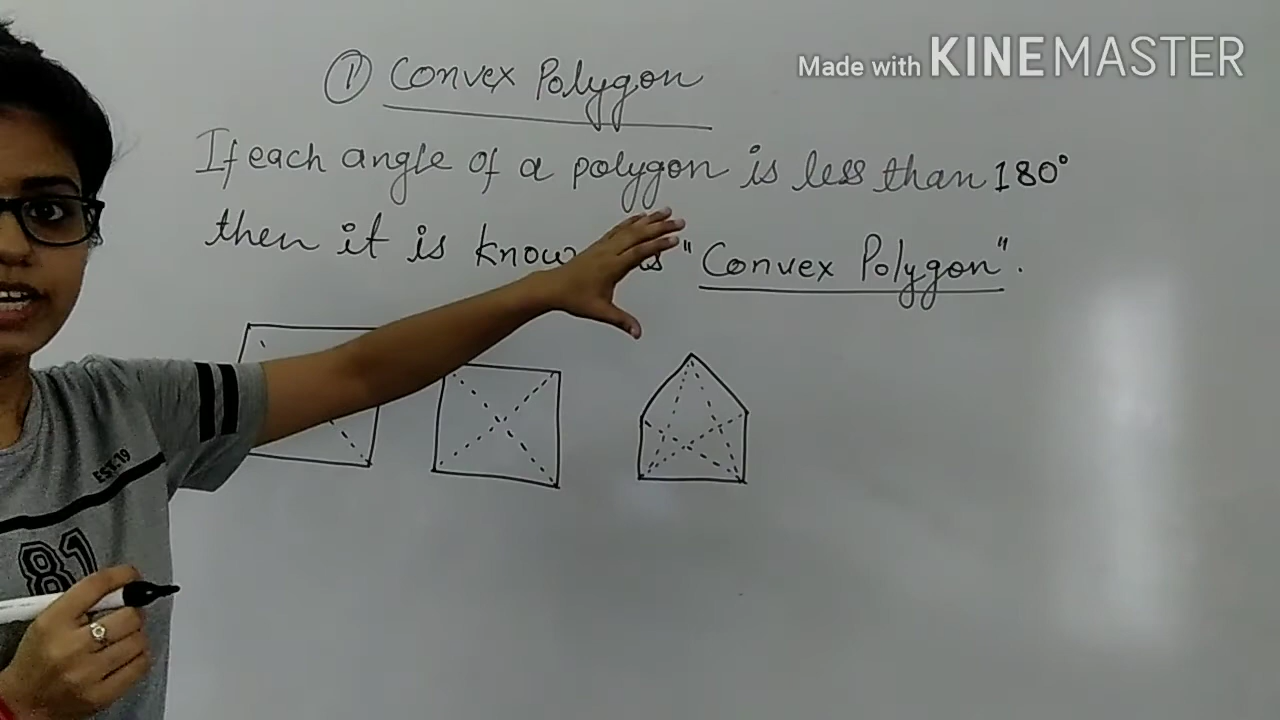 Made with KINEMASTER
① Convex Polygon
If each angle of a polygon is less than 180°
then it is "Convex Polygon".
EST. 19
81